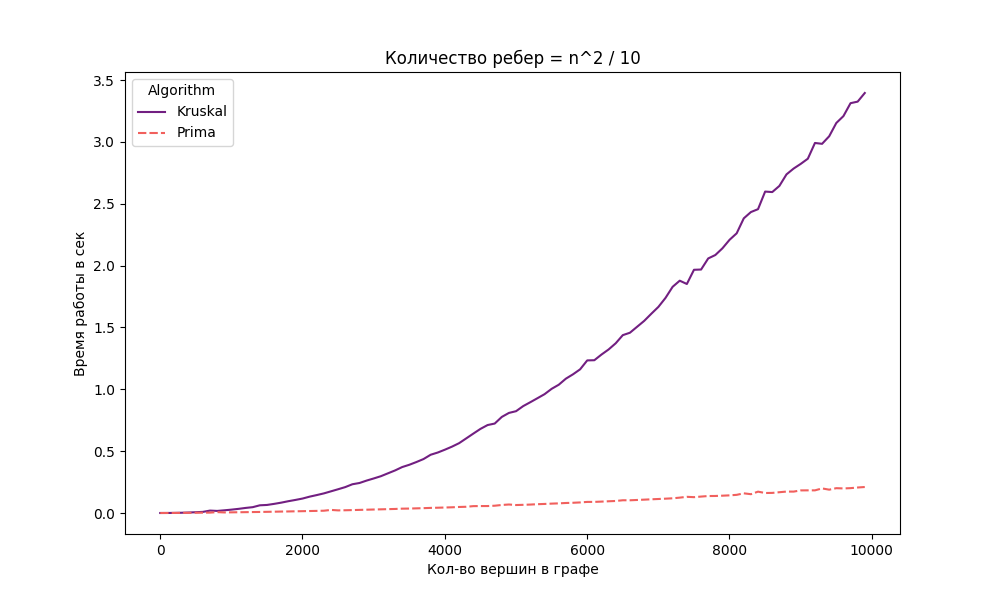 Количество ребер = n^2 / 10
Algorithm
Kruskal
Prima
3.5
3.0
2.5
2.0
1.5
1.0
0.5
0.0
Время работы в сек
0
2000
4000
6000
8000
10000
Кол-во вершин в графе